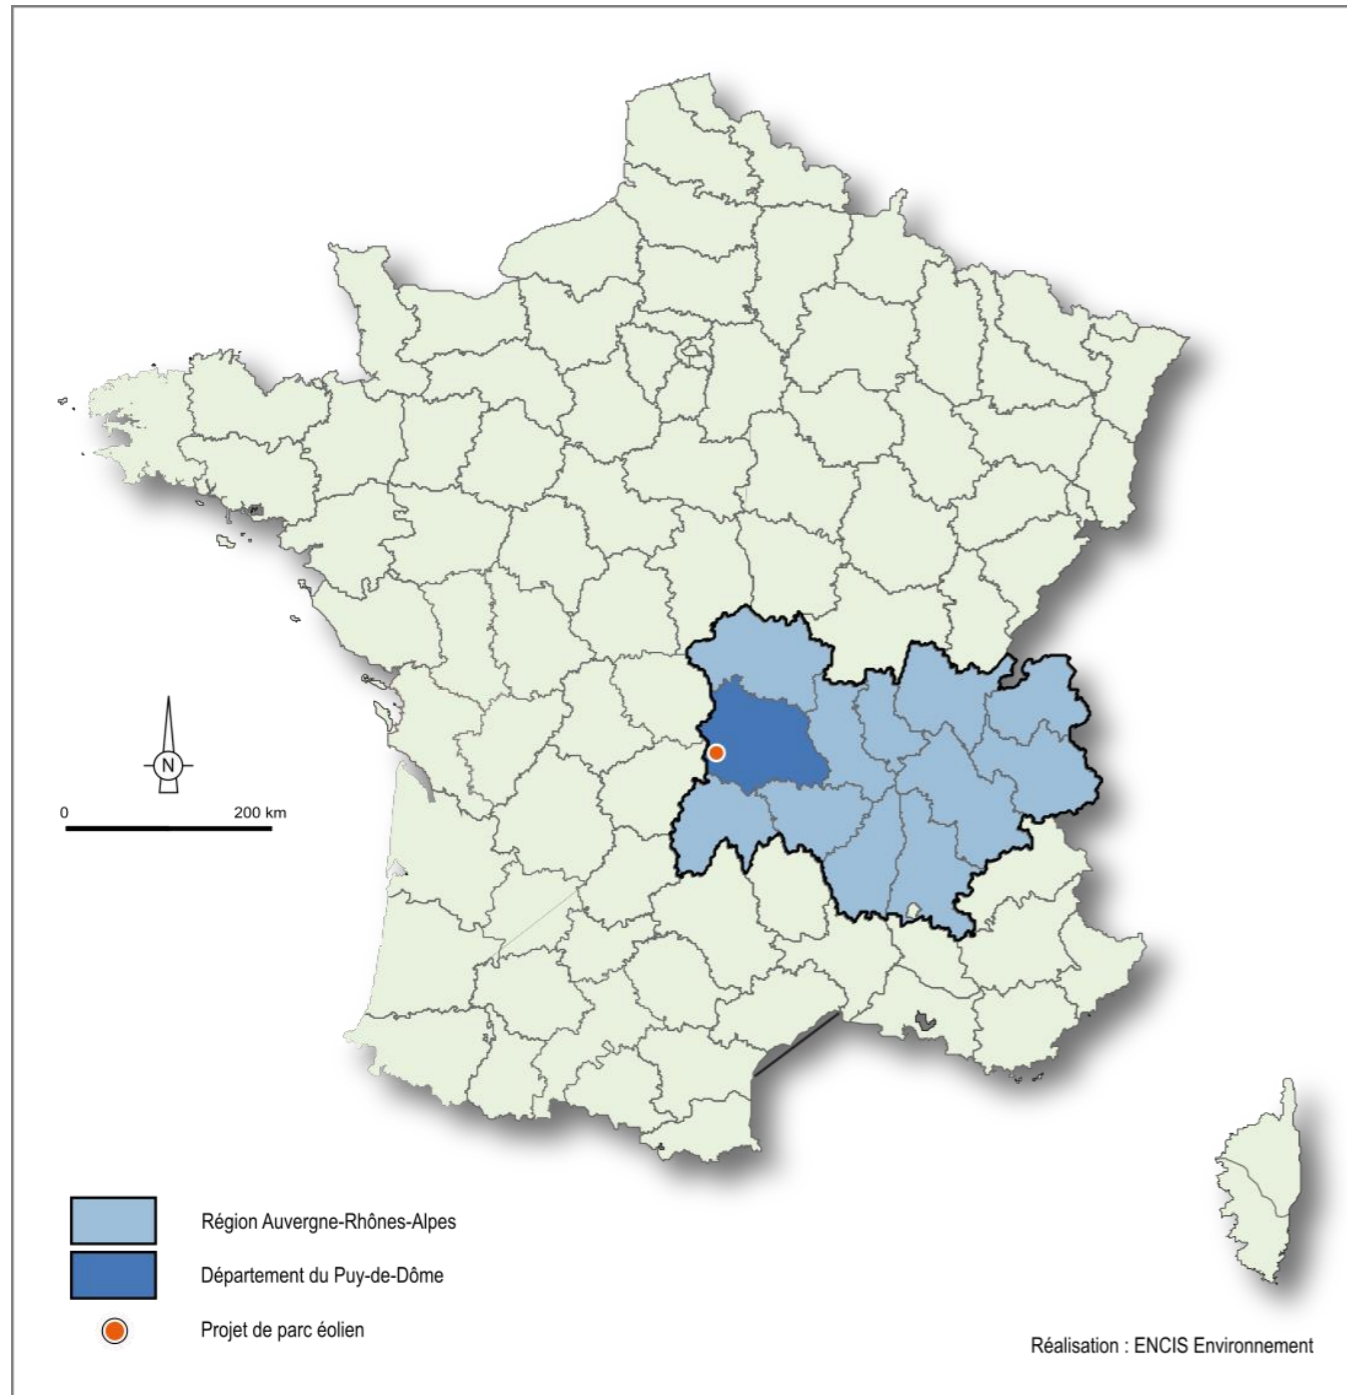 N
0 200 km
Région Auvergne-Rhônes-Alpes
Département du Puy-de-Dôme
Projet de parc éolien
Réalisation : ENCIS Environnement